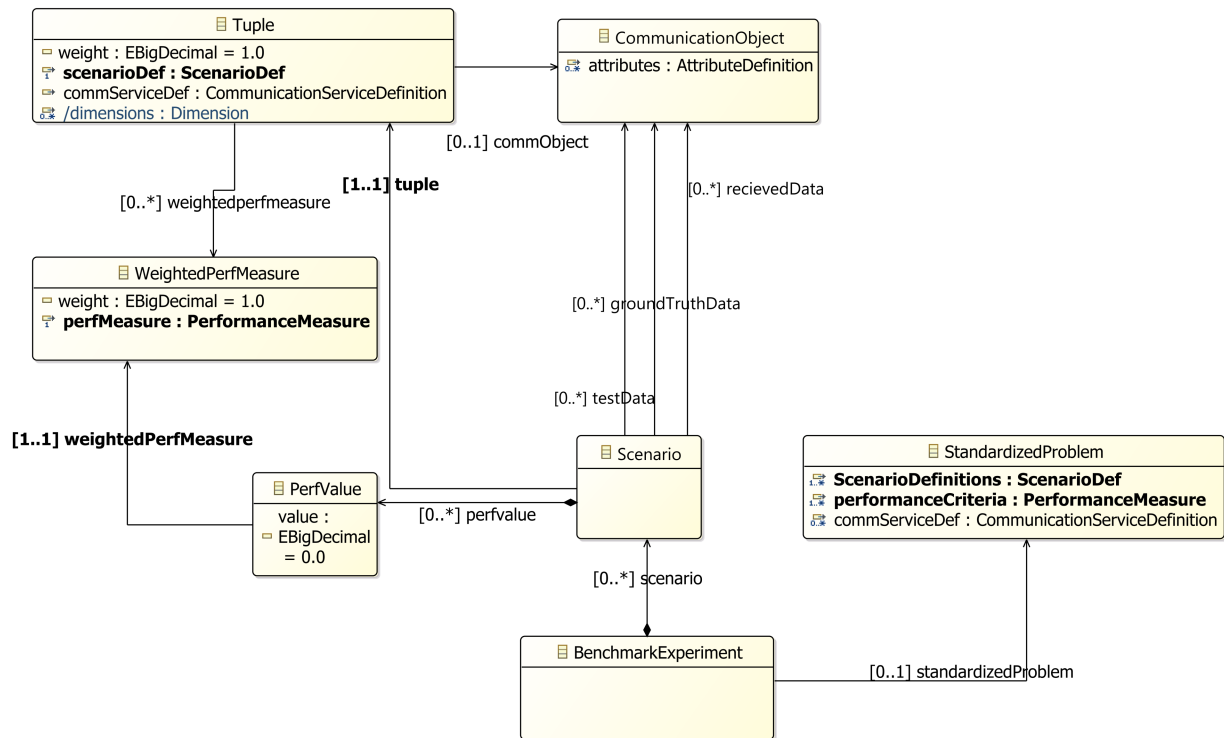 Tuple
weight : EBigDecimal = 1.0
scenarioDef : ScenarioDef
commServiceDef : CommunicationServiceDefinition
/dimensions : Dimension
CommunicationObject
attributes : AttributeDefinition
[0..1] commObject
[1..1] tuple
[0..*] recievedData
[0..*] weightedperfmeasure
WeightedPerfMeasure
weight : EBigDecimal = 1.0
perfMeasure : PerformanceMeasure
[0..*] groundTruthData
[0..*] testData
[1..1] weightedPerfMeasure
Scenario
StandardizedProblem
ScenarioDefinitions : ScenarioDef
performanceCriteria : PerformanceMeasure
commServiceDef : CommunicationServiceDefinition
PerfValue
value :
EBigDecimal
= 0.0
[0..*] perfvalue
[0..*] scenario
BenchmarkExperiment
[0..1] standardizedProblem